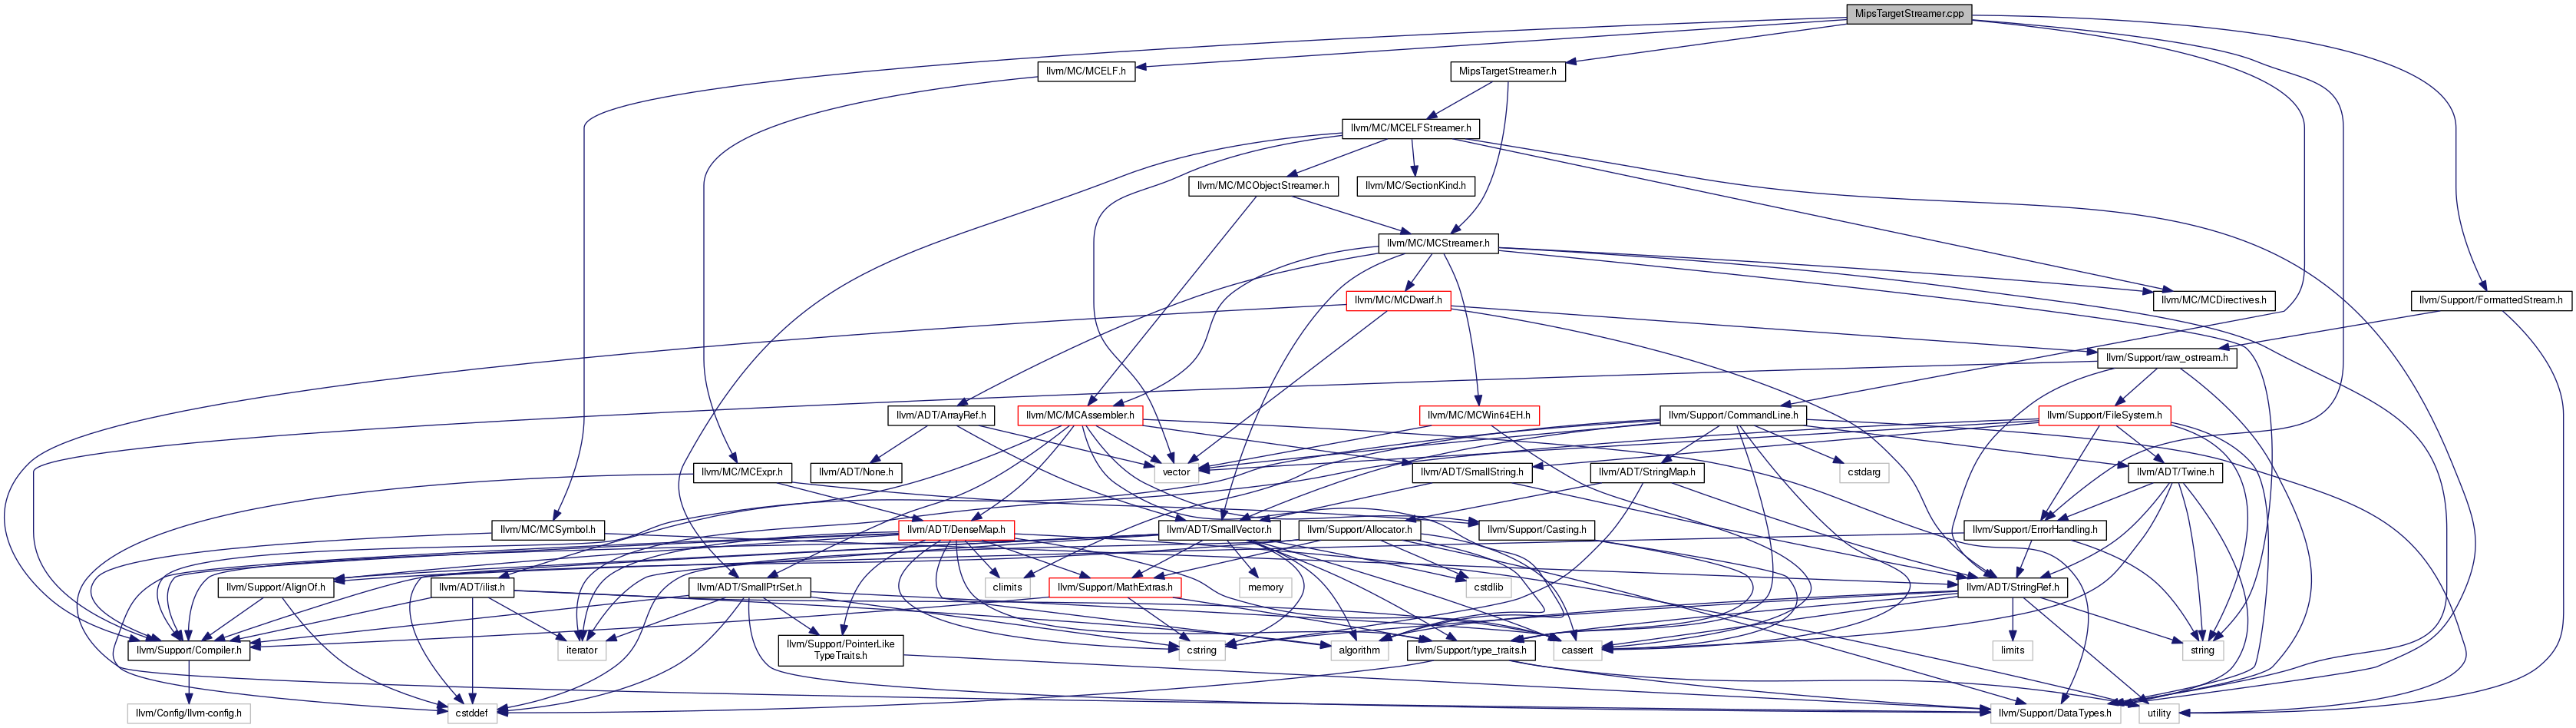 MipsTargetStreamer.cpp
llvm/MC/MCELF.h
MipsTargetStreamer.h
llvm/MC/MCELFStreamer.h
llvm/MC/MCObjectStreamer.h
llvm/MC/SectionKind.h
llvm/MC/MCStreamer.h
llvm/MC/MCDwarf.h
llvm/MC/MCDirectives.h
llvm/Support/FormattedStream.h
llvm/Support/raw_ostream.h
llvm/ADT/ArrayRef.h
llvm/MC/MCAssembler.h
llvm/MC/MCWin64EH.h
llvm/Support/CommandLine.h
llvm/Support/FileSystem.h
llvm/MC/MCExpr.h
llvm/ADT/None.h
vector
llvm/ADT/SmallString.h
llvm/ADT/StringMap.h
cstdarg
llvm/ADT/Twine.h
llvm/MC/MCSymbol.h
llvm/ADT/DenseMap.h
llvm/ADT/SmallVector.h
llvm/Support/Allocator.h
llvm/Support/Casting.h
llvm/Support/ErrorHandling.h
llvm/Support/AlignOf.h
llvm/ADT/ilist.h
llvm/ADT/SmallPtrSet.h
climits
llvm/Support/MathExtras.h
memory
cstdlib
llvm/ADT/StringRef.h
llvm/Support/Compiler.h
iterator
llvm/Support/PointerLike
TypeTraits.h
cstring
algorithm
llvm/Support/type_traits.h
cassert
limits
string
llvm/Config/llvm-config.h
cstddef
llvm/Support/DataTypes.h
utility